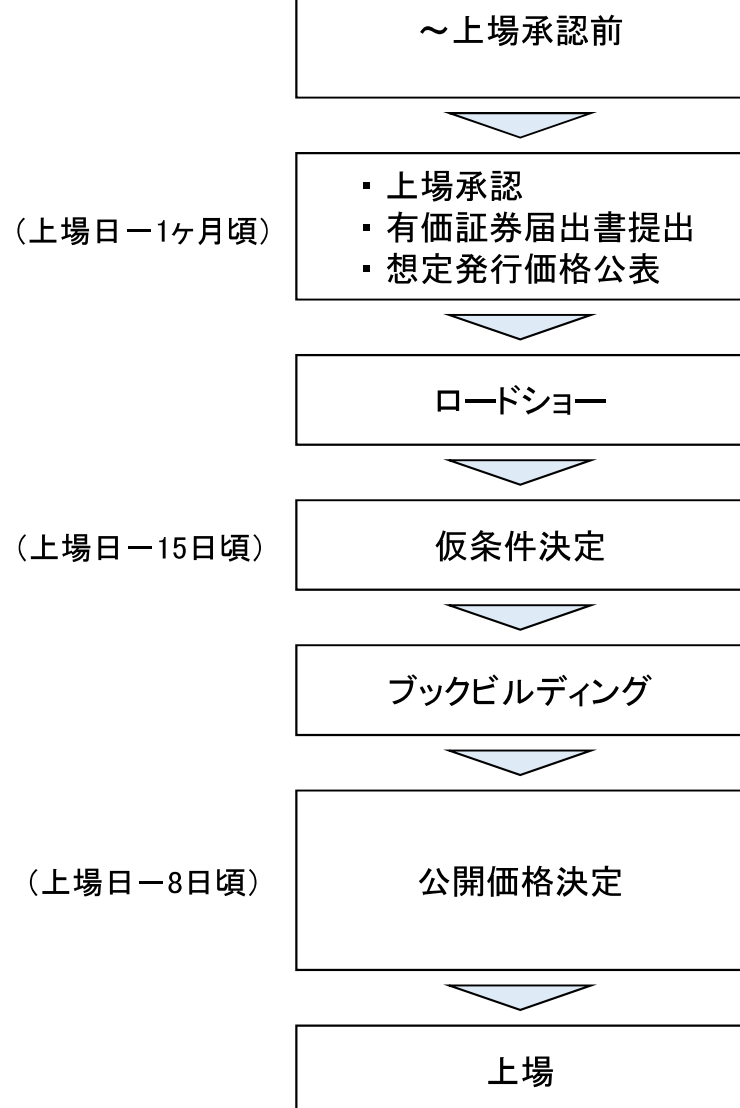 ～上場承認前
（上場日－1ヶ月頃）
・上場承認
・有価証券届出書提出
・想定発行価格公表
ロードショー
（上場日－15日頃）
仮条件決定
ブックビルディング
（上場日－8日頃）
公開価格決定
上場